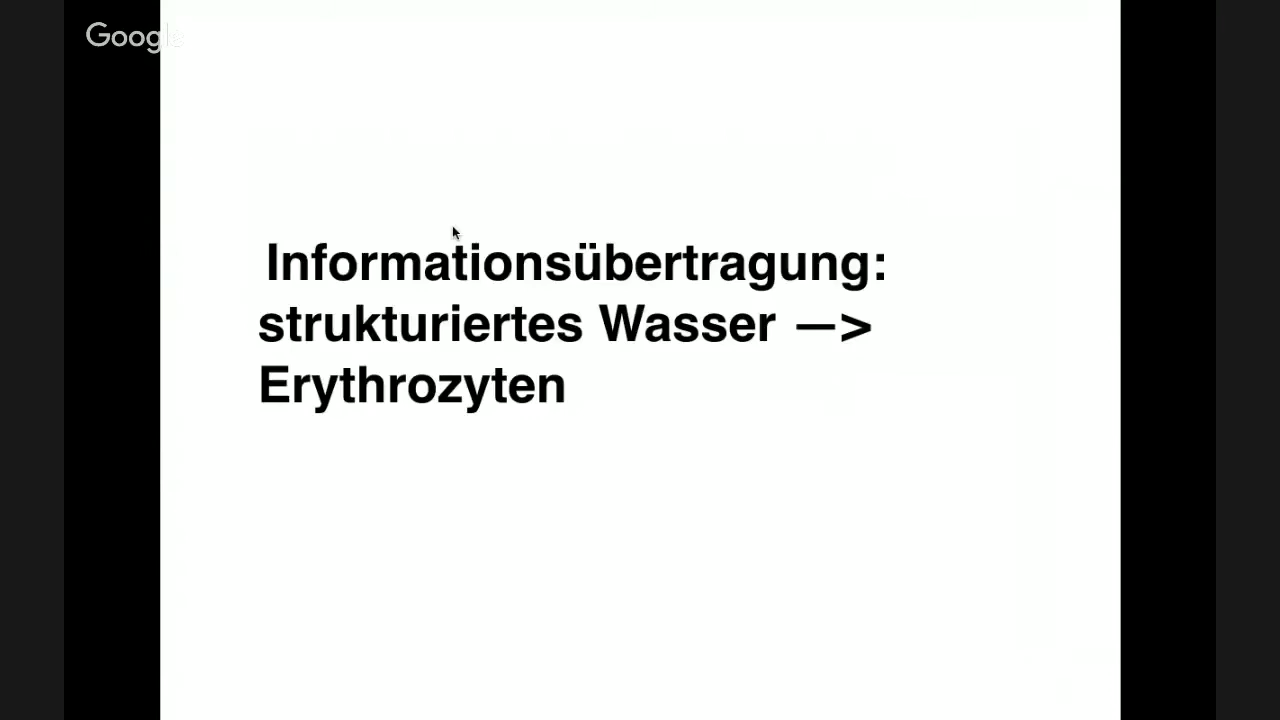 Google
Informationsübertragung:
strukturiertes Wasser —>
Erythrozyten